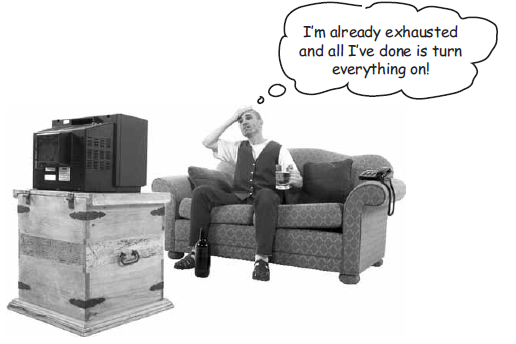 I'm already exhausted
and all I've done is turn
everything on!